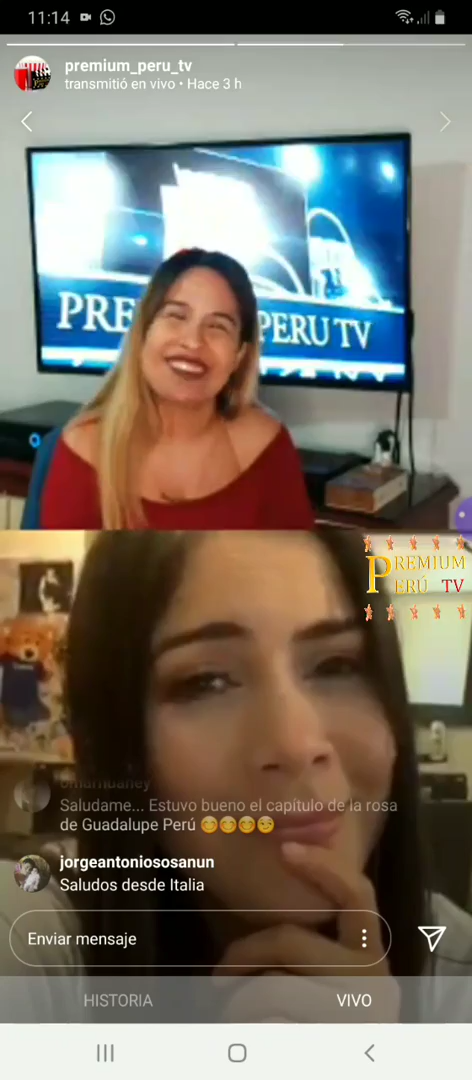 11:14
premium_peru_tv
transmitió en vivo • Hace 3 h
PRE PERU TV
PREMIUM
PERÚ TV
Saludame... Estuvo bueno el capítulo de la rosa
de Guadalupe Perú 😊😊😊😏
jorgeantoniososanun
Saludos desde Italia
Enviar mensaje
HISTORIA VIVO